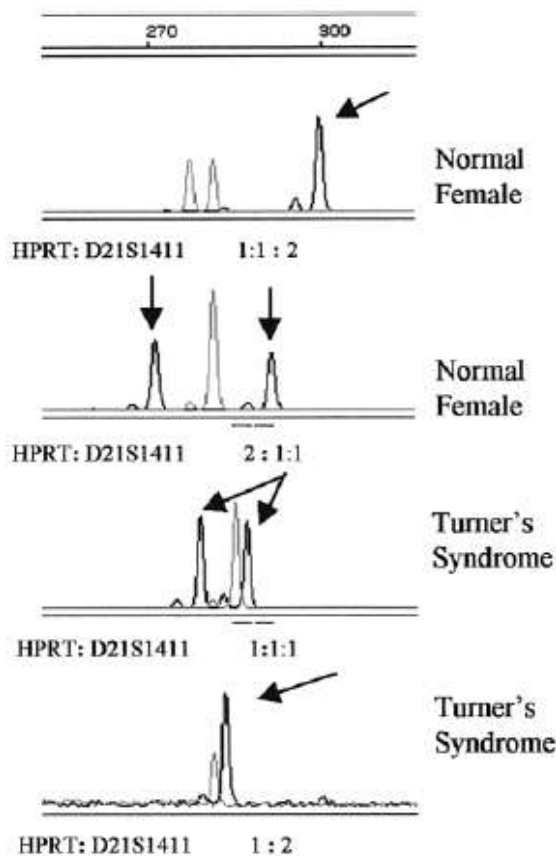 270 300
Normal
Female
HPRT: D21S1411 1:1 : 2
Normal
Female
HPRT: D21S1411 2 : 1:1
Turner's
Syndrome
HPRT: D21S1411 1:1:1
Turner's
Syndrome
HPRT: D21S1411 1 : 2